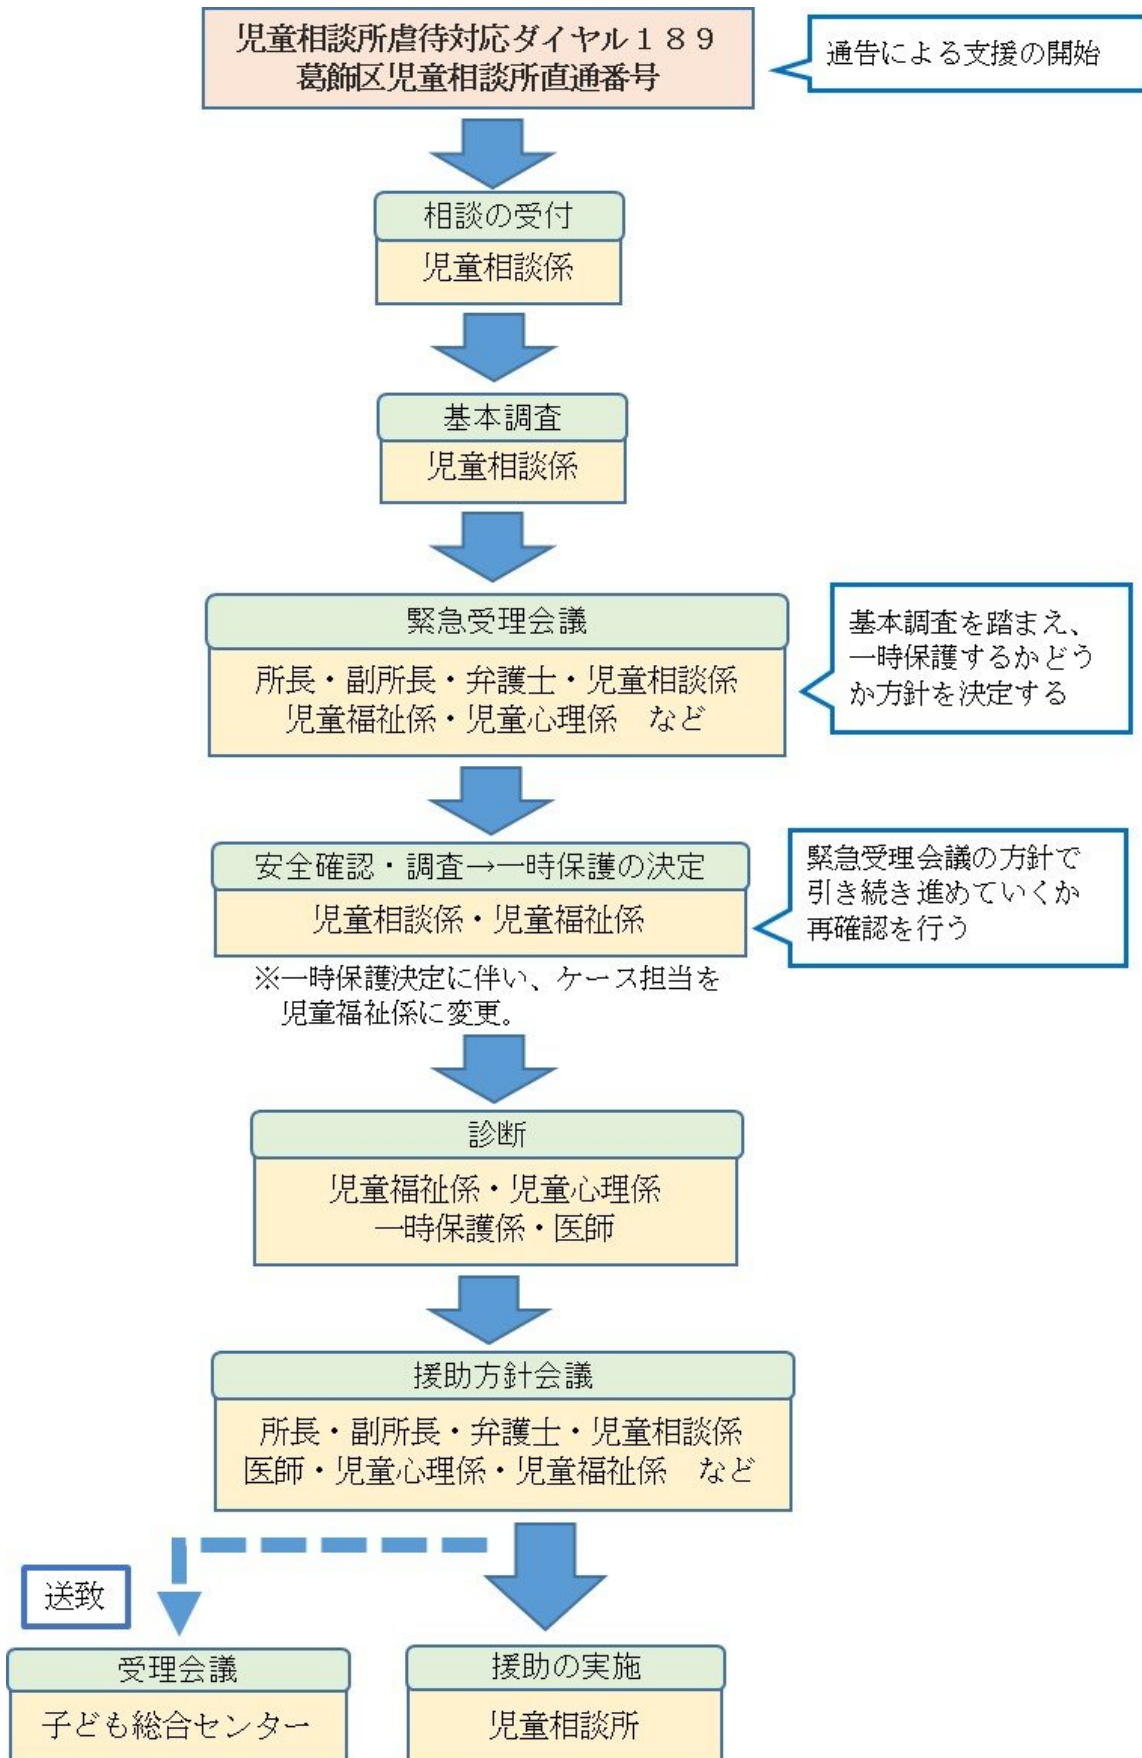 児童相談所虐待対応ダイヤル１８９
葛飾区児童相談所直通番号
通告による支援の開始
相談の受付
児童相談係
基本調査
児童相談係
緊急受理会議
所長・副所長・弁護士・児童相談係
児童福祉係・児童心理係　など
基本調査を踏まえ、
一時保護するかどう
か方針を決定する
安全確認・調査→一時保護の決定
児童相談係・児童福祉係
緊急受理会議の方針で
引き続き進めていくか
再確認を行う
※一時保護決定に伴い、ケース担当を
児童福祉係に変更。
診断
児童福祉係・児童心理係
一時保護係・医師
援助方針会議
所長・副所長・弁護士・児童相談係
医師・児童心理係・児童福祉係　など
送致
受理会議
子ども総合センター
援助の実施
児童相談所